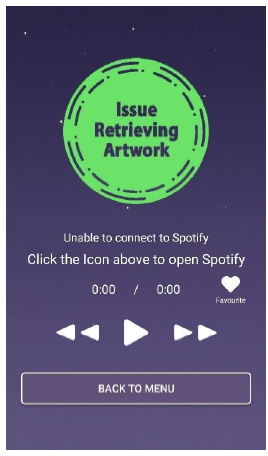 Issue
Retrieving
Artwork
Unable to connect to Spotify
Click the Icon above to open Spotify
0:00 / 0:00
Favourite
BACK TO MENU